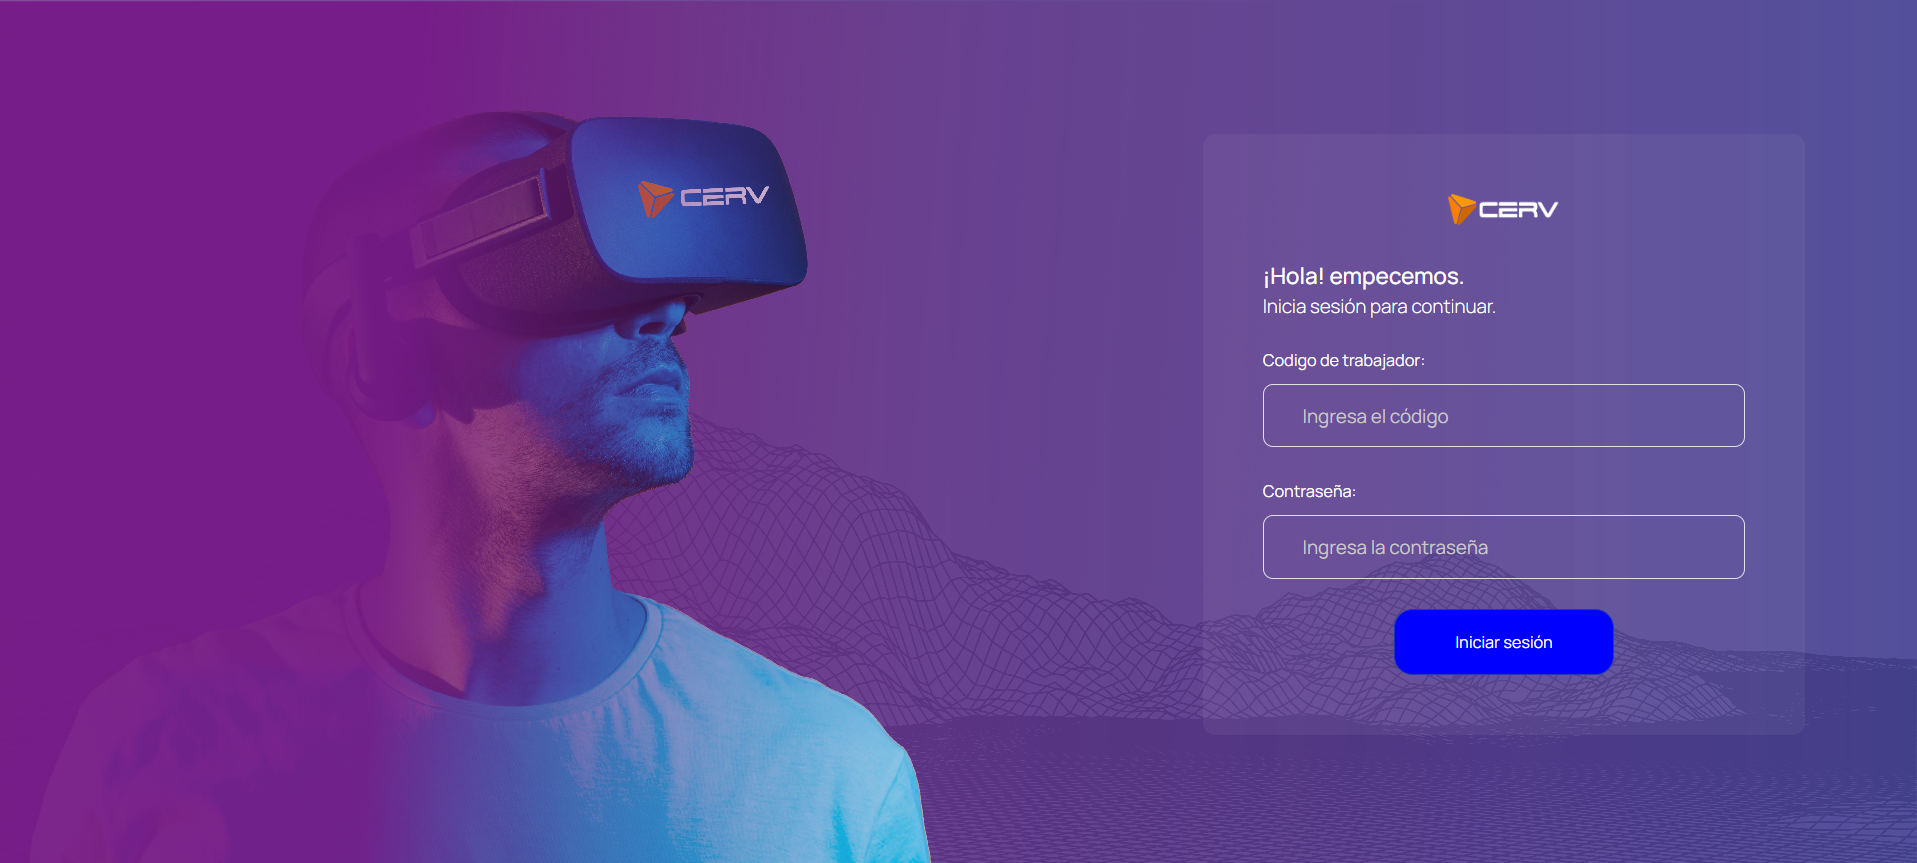 CERV
CERV
¡Hola! empecemos.
Inicia sesión para continuar.
Codigo de trabajador:
Ingresa el código
Contraseña:
Ingresa la contraseña
Iniciar sesión